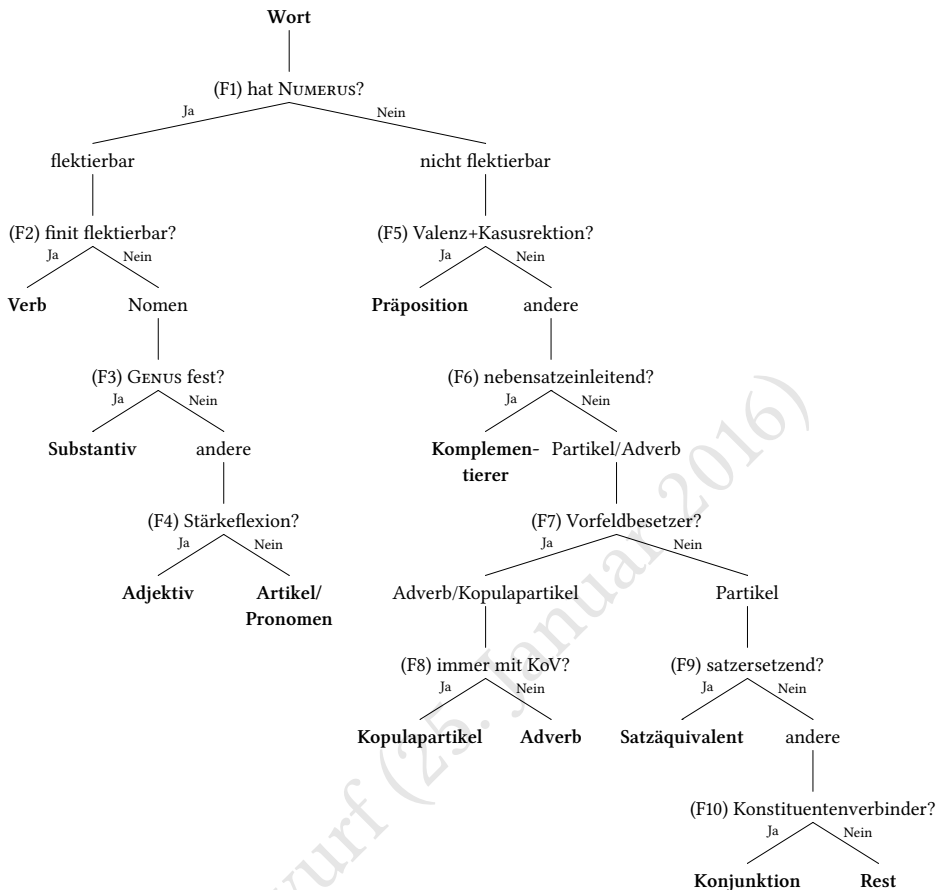 Wort
(F1) hat NUMERUS?
Ja Nein
flektierbar nicht flektierbar
(F2) finit flektierbar? (F5) Valenz+Kasusrektion?
Ja Nein Ja Nein
Verb Nomen Präposition andere
(F3) GENUS fest? (F6) nebensatzeinleitend?
Ja Nein Ja Nein
Substantiv andere Komplemen- Partikel/Adverb
tierer
(F4) Stärkeflexion? (F7) Vorfeldbesetzer?
Ja Nein Ja Nein
Adjektiv Artikel/ Adverb/Kopulapartikel Partikel
Pronomen
(F8) immer mit KoV? (F9) satzersetzend?
Ja Nein Ja Nein
Kopulapartikel Adverb Satzäquivalent andere
(F10) Konstituentenverbinder?
Ja Nein
Konjunktion Rest
(25. Januar 2016)